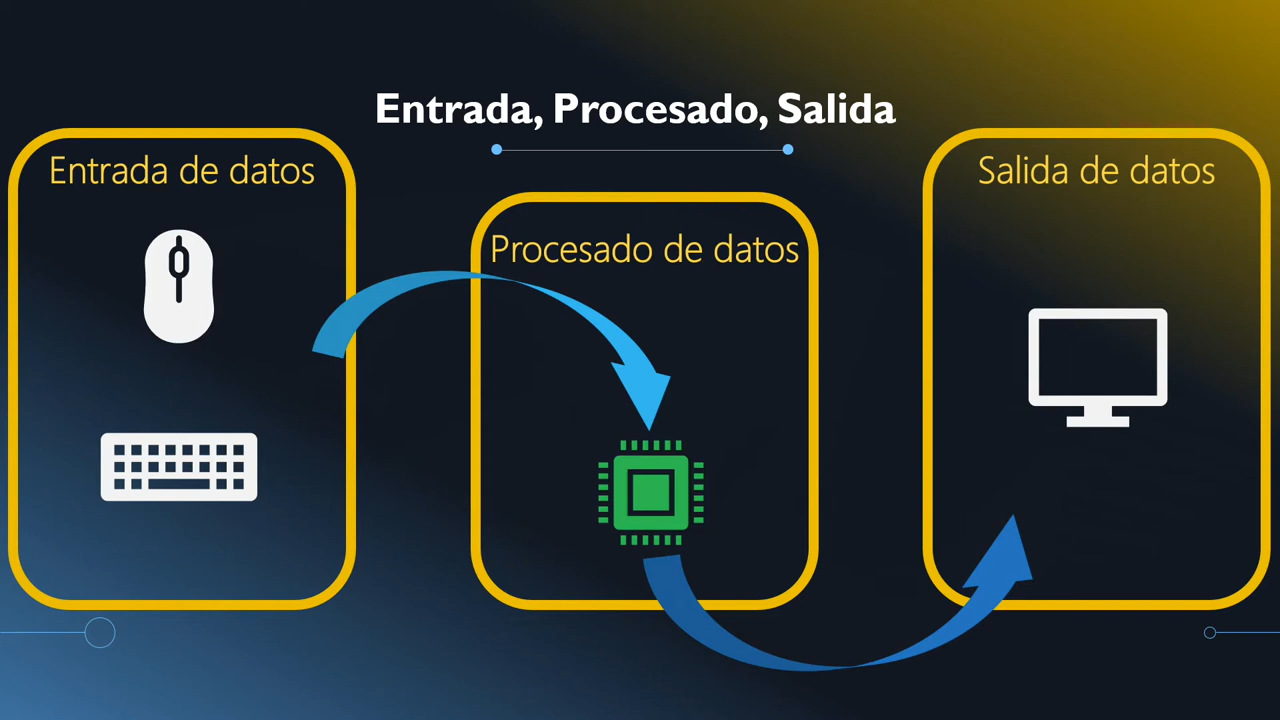 Entrada, Procesado, Salida
Entrada de datos
Procesado de datos
Salida de datos